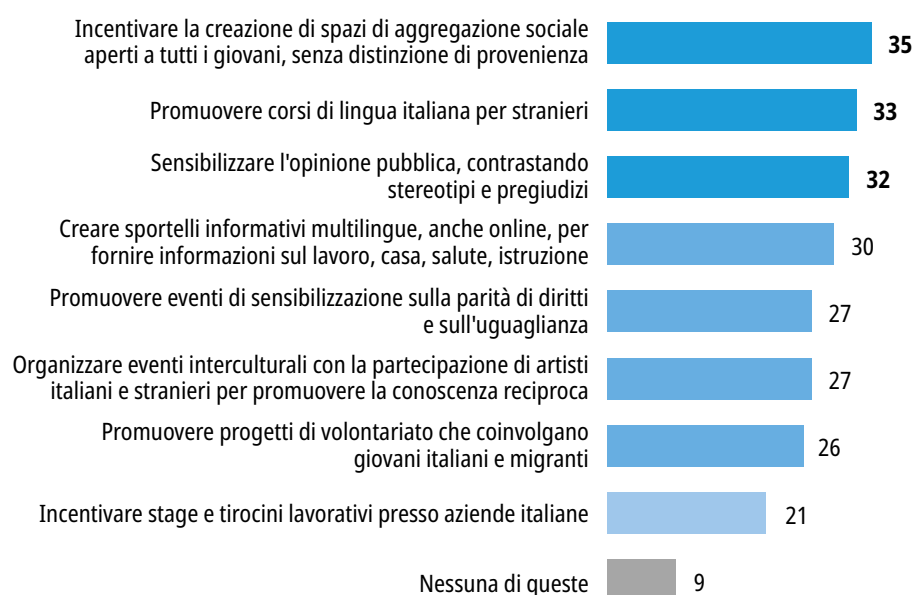 Incentivare la creazione di spazi di aggregazione sociale
aperti a tutti i giovani, senza distinzione di provenienza
35
Promuovere corsi di lingua italiana per stranieri
33
Sensibilizzare l'opinione pubblica, contrastando
stereotipi e pregiudizi
32
Creare sportelli informativi multilingue, anche online, per
fornire informazioni sul lavoro, casa, salute, istruzione
30
Promuovere eventi di sensibilizzazione sulla parità di diritti
e sull'uguaglianza
27
Organizzare eventi interculturali con la partecipazione di artisti
italiani e stranieri per promuovere la conoscenza reciproca
27
Promuovere progetti di volontariato che coinvolgano
giovani italiani e migranti
26
Incentivare stage e tirocini lavorativi presso aziende italiane
21
Nessuna di queste
9